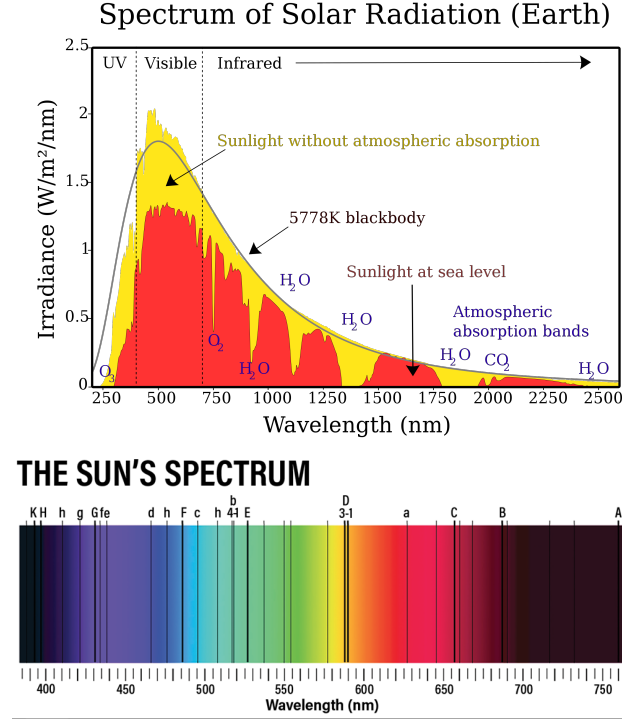 Spectrum of Solar Radiation (Earth)
Irradiance (W/m²/nm)
2.5
2
1.5
1
0.5
0
UV Visible Infrared
Sunlight without atmospheric absorption
5778K blackbody
Sunlight at sea level
H₂O
Atmospheric
absorption bands
H₂O
O₂
H₂O
H₂O CO₂ H₂O
O₃
250 500 750 1000 1250 1500 1750 2000 2250 2500
Wavelength (nm)
THE SUN'S SPECTRUM
b D
K H h g G f e d h F c h 4-1 E 3-1 a C B A
400 450 500 550 600 650 700 750
Wavelength (nm)